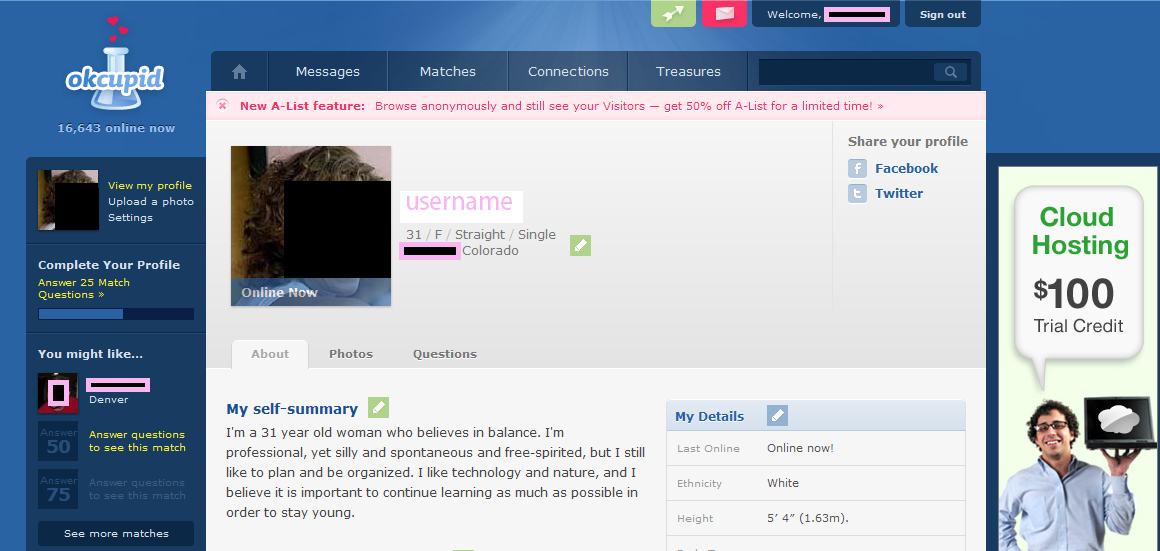 Welcome,
Sign out
okcupid
16,643 online now
Messages
Matches
Connections
Treasures
New A-List feature: Browse anonymously and still see your Visitors — get 50% off A-List for a limited time! »
View my profile
Upload a photo
Settings
Complete Your Profile
Answer 25 Match
Questions »
You might like...
Denver
Answer
50
Answer questions
to see this match
Answer
75
Answer questions
to see this match
See more matches
Online Now
username
31 / F / Straight / Single
Colorado
Share your profile
f Facebook
t Twitter
About
Photos
Questions
My self-summary
I'm a 31 year old woman who believes in balance. I'm
professional, yet silly and spontaneous and free-spirited, but I still
like to plan and be organized. I like technology and nature, and I
believe it is important to continue learning as much as possible in
order to stay young.
My Details
Last Online Online now!
Ethnicity White
Height 5' 4" (1.63m).
Cloud
Hosting
$100
Trial Credit